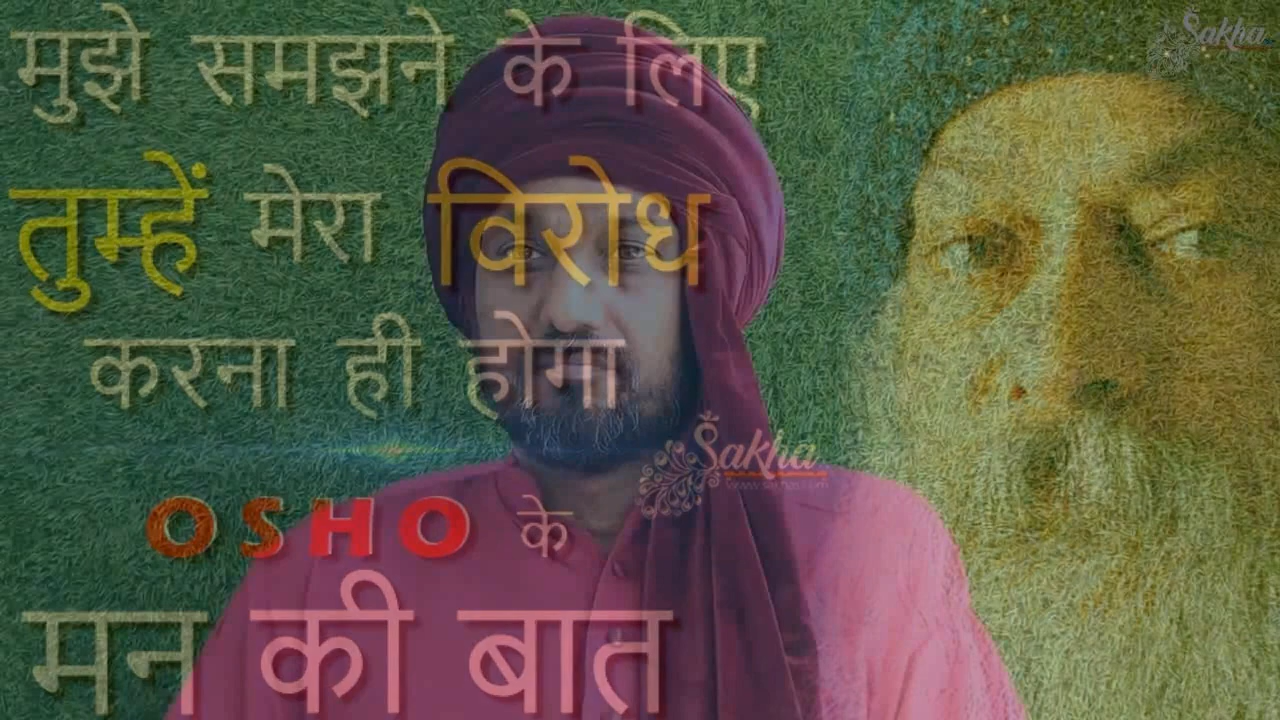 Sakha
मुझे समझने के लिए
तुम्हें मेरा विरोध
करना ही होगा
Sakha
OSHO के
मन की बात